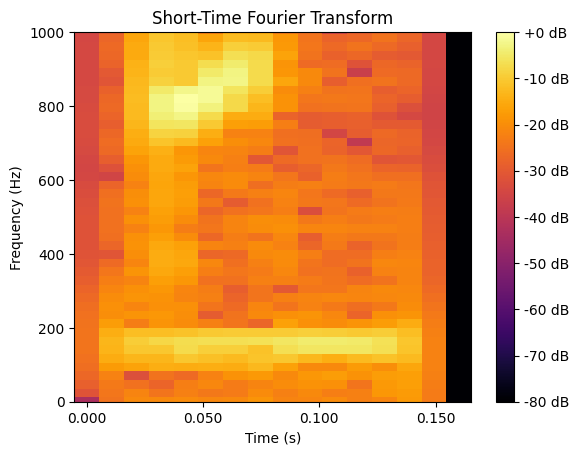 Short-Time Fourier Transform
1000
800
600
400
200
0
Frequency (Hz)
0.000
0.050
0.100
0.150
Time (s)
+0 dB
-10 dB
-20 dB
-30 dB
-40 dB
-50 dB
-60 dB
-70 dB
-80 dB